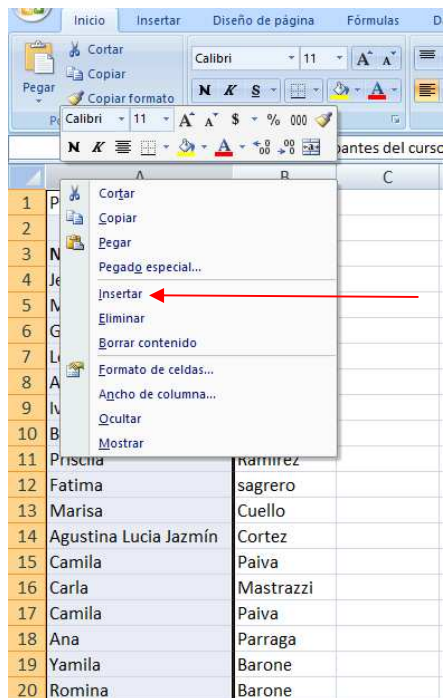 Inicio Insertar Diseño de página Fórmulas D
Cortar
Copiar
Copiar formato
Pegar
Calibri 11 A A
N K S A
Calibri 11 A A $ % 000
N K A
pantes del curso
A B C
1 P
2
3 N
4 Je
5 M
6 G
7 L
8 A
9 Iv
10 B
Cortar
Copiar
Pegar
Pegado especial...
Insertar
Eliminar
Borrar contenido
Formato de celdas...
Ancho de columna...
Ocultar
Mostrar
11 Priscila Ramirez
12 Fatima sagrero
13 Marisa Cuello
14 Agustina Lucia Jazmín Cortez
15 Camila Paiva
16 Carla Mastrazzi
17 Camila Paiva
18 Ana Parraga
19 Yamila Barone
20 Romina Barone